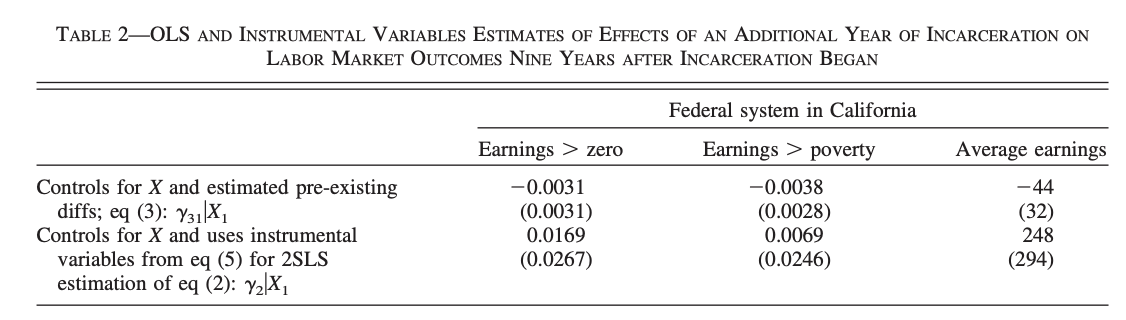 TABLE 2—OLS AND INSTRUMENTAL VARIABLES ESTIMATES OF EFFECTS OF AN ADDITIONAL YEAR OF INCARCERATION ON
LABOR MARKET OUTCOMES NINE YEARS AFTER INCARCERATION BEGAN
Federal system in California
Earnings > zero Earnings > poverty Average earnings
Controls for X and estimated pre-existing −0.0031 −0.0038 −44
diffs; eq (3): γ31|X1 (0.0031) (0.0028) (32)
Controls for X and uses instrumental 0.0169 0.0069 248
variables from eq (5) for 2SLS (0.0267) (0.0246) (294)
estimation of eq (2): γ2|X1